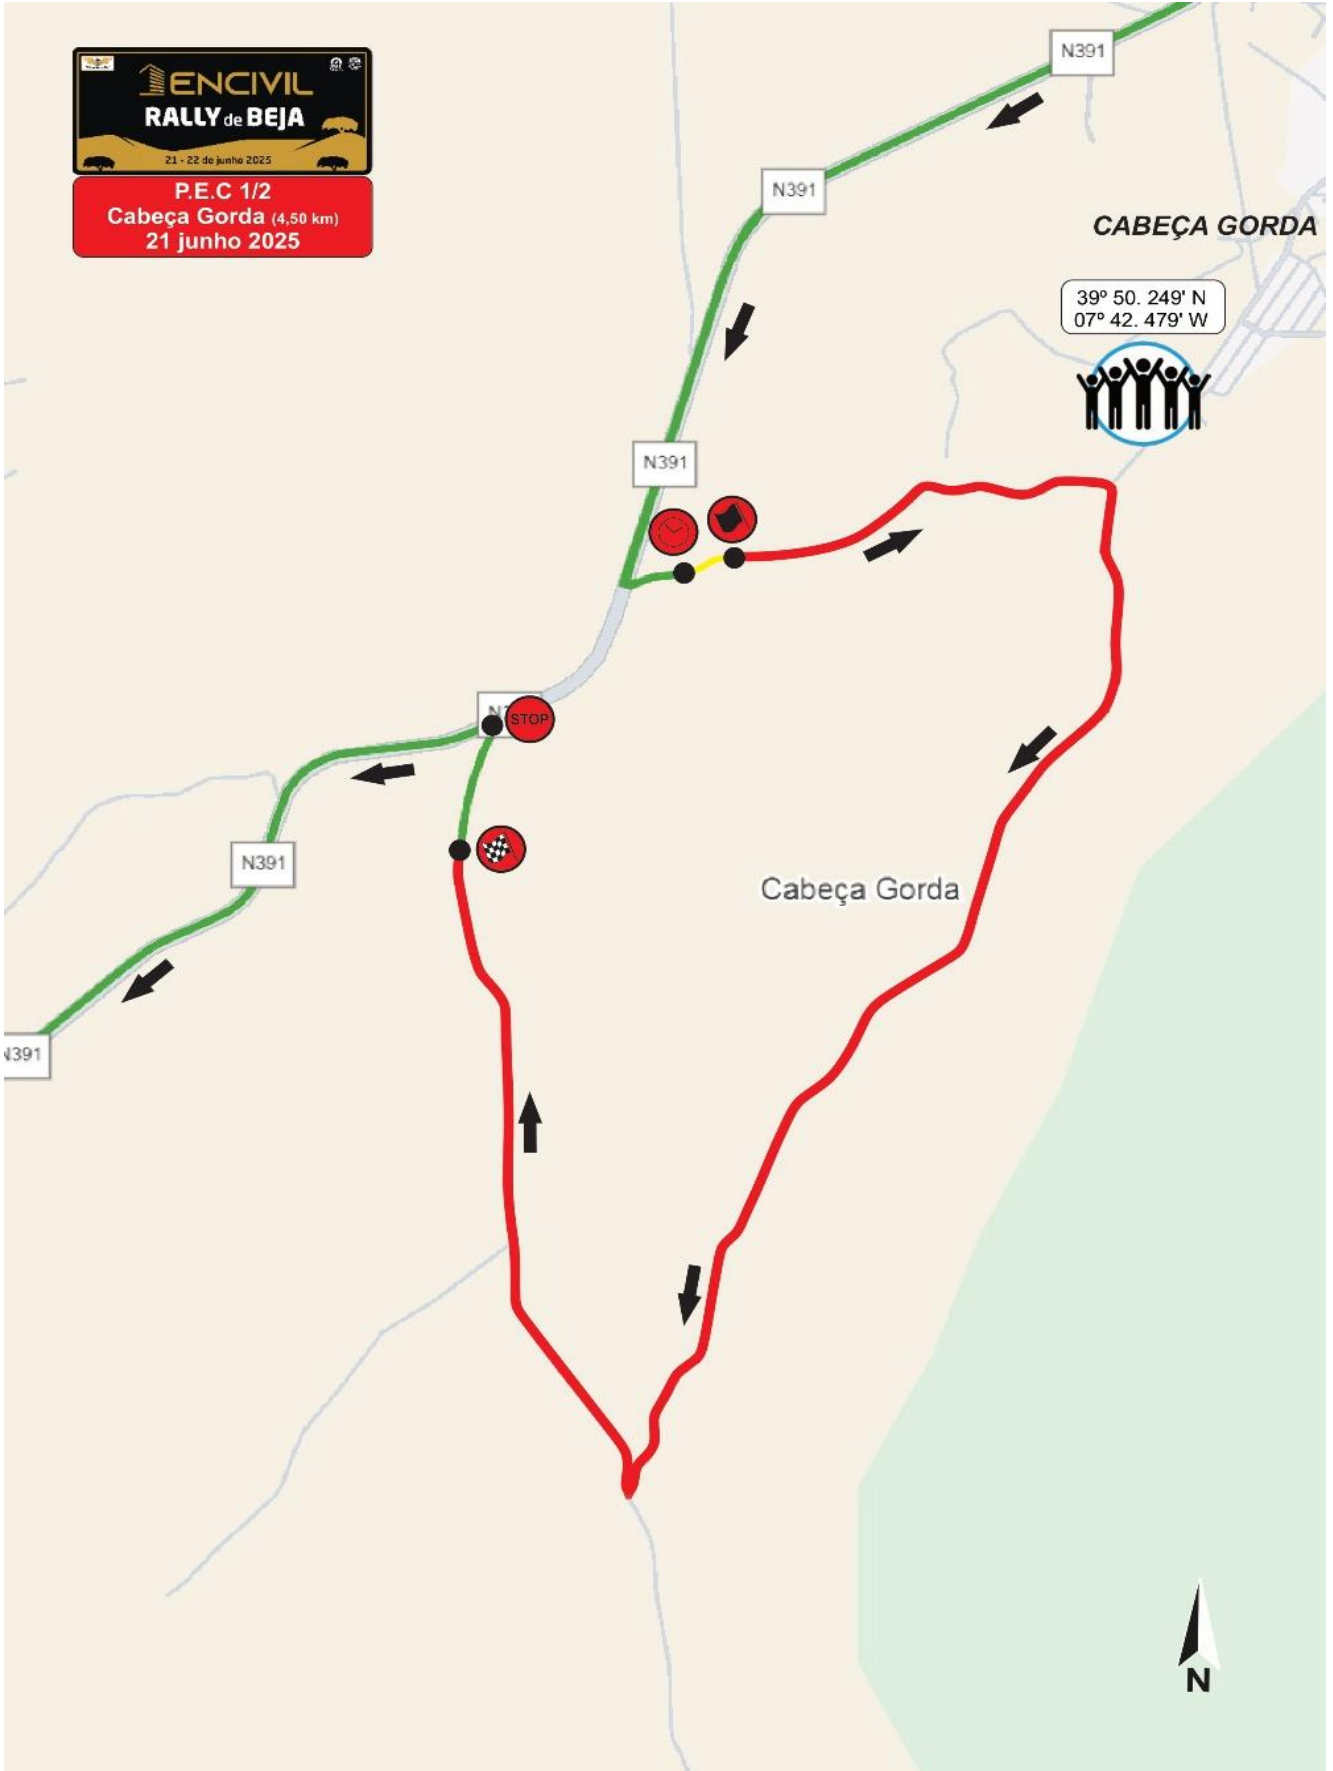 ENCIVIL
RALLY de BEJA
21 - 22 de junho 2025
P.E.C 1/2
Cabeça Gorda (4,50 km)
21 junho 2025
N391
N391
CABEÇA GORDA
39º 50. 249' N
07º 42. 479' W
N391
STOP
N391
Cabeça Gorda
N391
N